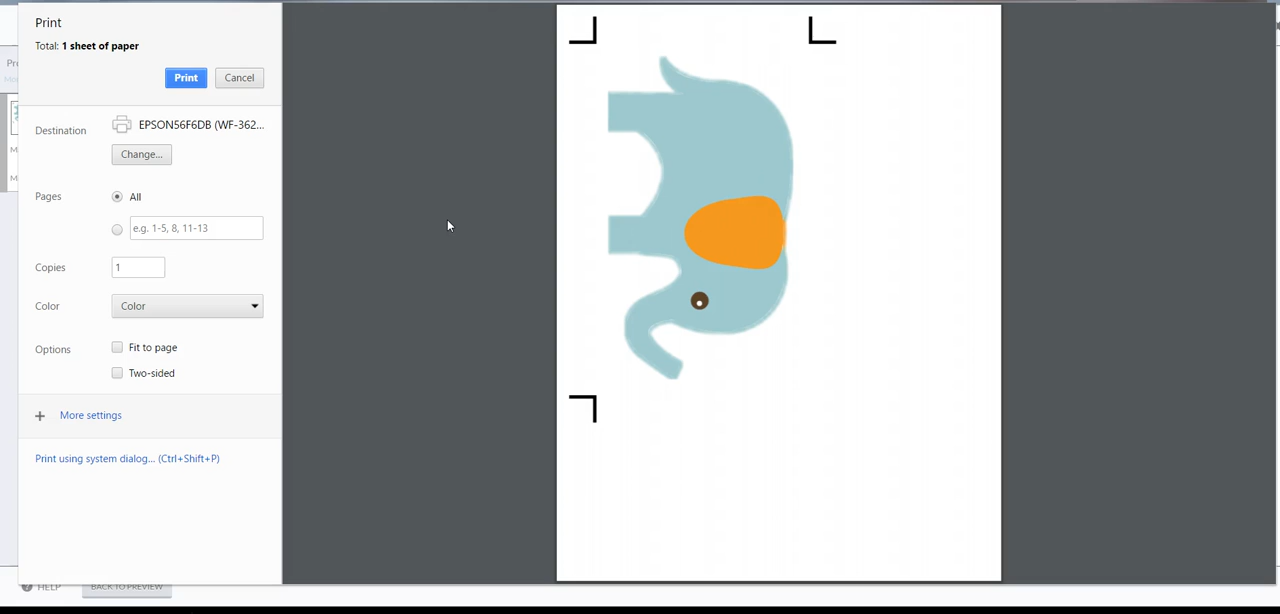 Print
Total: 1 sheet of paper
Print Cancel
Destination EPSON56F6DB (WF-362...
Change...
Pages All
e.g. 1-5, 8, 11-13
Copies 1
Color Color
Options Fit to page
Two-sided
+ More settings
Print using system dialog... (Ctrl+Shift+P)
HELP BACK TO PREVIEW